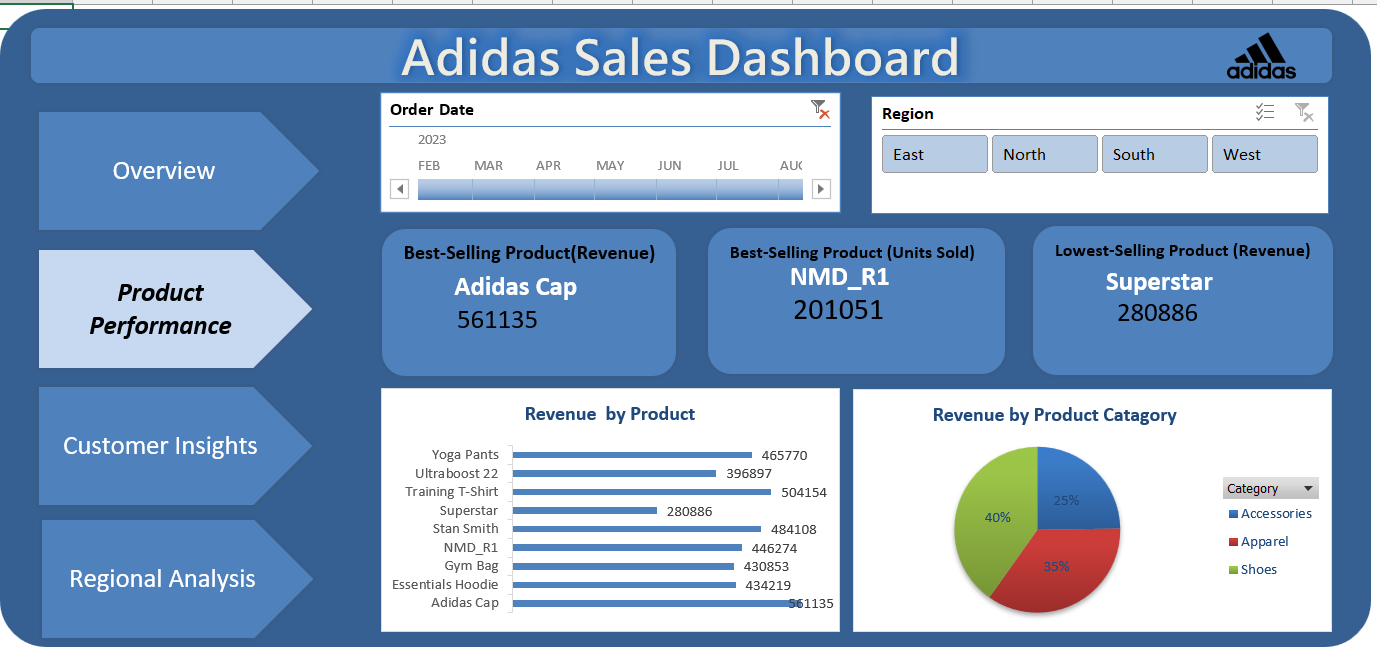 Adidas Sales Dashboard
adidas
Overview
Product
Performance
Customer Insights
Regional Analysis
Order Date
2023
FEB MAR APR MAY JUN JUL AUG
Region
East North South West
Best-Selling Product(Revenue)
Adidas Cap
561135
Best-Selling Product (Units Sold)
NMD_R1
201051
Lowest-Selling Product (Revenue)
Superstar
280886
Revenue by Product
Yoga Pants 465770
Ultraboost 22 396897
Training T-Shirt 504154
Superstar 280886
Stan Smith 484108
NMD_R1 446274
Gym Bag 430853
Essentials Hoodie 434219
Adidas Cap 561135
Revenue by Product Catagory
25%
40%
35%
Category
Accessories
Apparel
Shoes